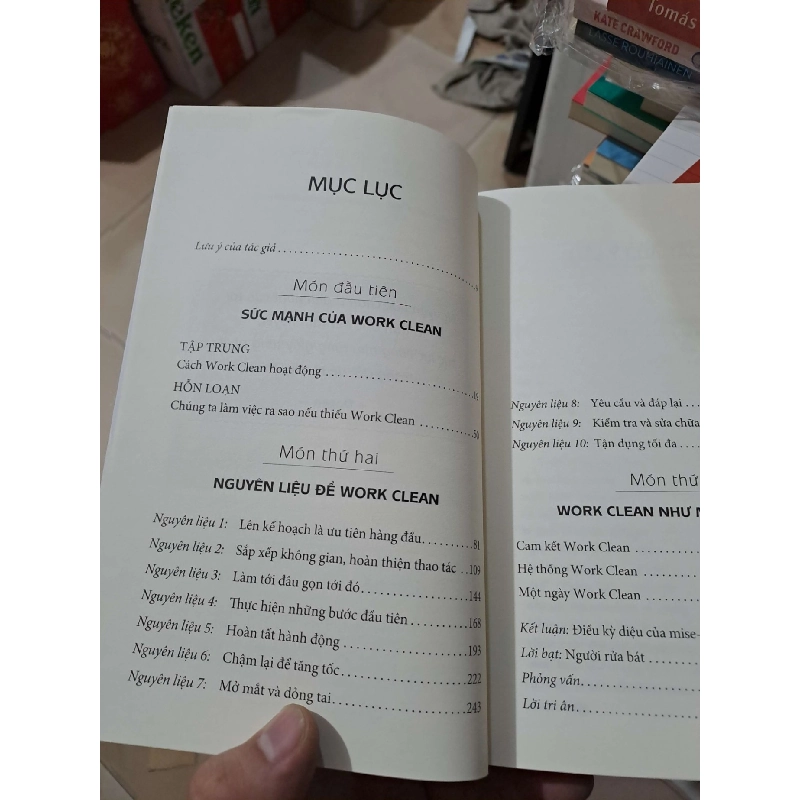 MỤC LỤC
Lưu ý của tác giả
Món đầu tiên
SỨC MẠNH CỦA WORK CLEAN
TẬP TRUNG
Cách Work Clean hoạt động
HỖN LOẠN
Chúng ta làm việc ra sao nếu thiếu Work Clean
Món thứ hai
NGUYÊN LIỆU ĐỂ WORK CLEAN
Nguyên liệu 1: Lên kế hoạch là ưu tiên hàng đầu 81
Nguyên liệu 2: Sắp xếp không gian, hoàn thiện thao tác 109
Nguyên liệu 3: Làm tới đâu gọn tới đó 144
Nguyên liệu 4: Thực hiện những bước đầu tiên 168
Nguyên liệu 5: Hoàn tất hành động 193
Nguyên liệu 6: Chậm lại để tăng tốc 222
Nguyên liệu 7: Mở mắt và dỏng tai 243
Nguyên liệu 8: Yêu cầu và đáp lại
Nguyên liệu 9: Kiểm tra và sửa chữa
Nguyên liệu 10: Tận dụng tối đa
Món thứ
WORK CLEAN NHƯ
Cam kết Work Clean
Hệ thống Work Clean
Một ngày Work Clean
Kết luận: Điều kỳ diệu của mise-
Lời bạt: Người rửa bát
Phỏng vấn
Lời tri ân
Tomás
KATE CRAWFORD
LASSE ROUHIAINEN